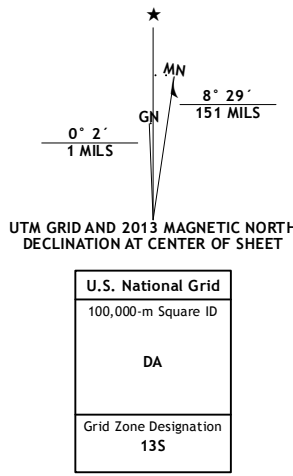 MN
GN
8° 29´
151 MILS
0° 2´
1 MILS
UTM GRID AND 2013 MAGNETIC NORTH
DECLINATION AT CENTER OF SHEET
U.S. National Grid
100,000-m Square ID
DA
Grid Zone Designation
13S